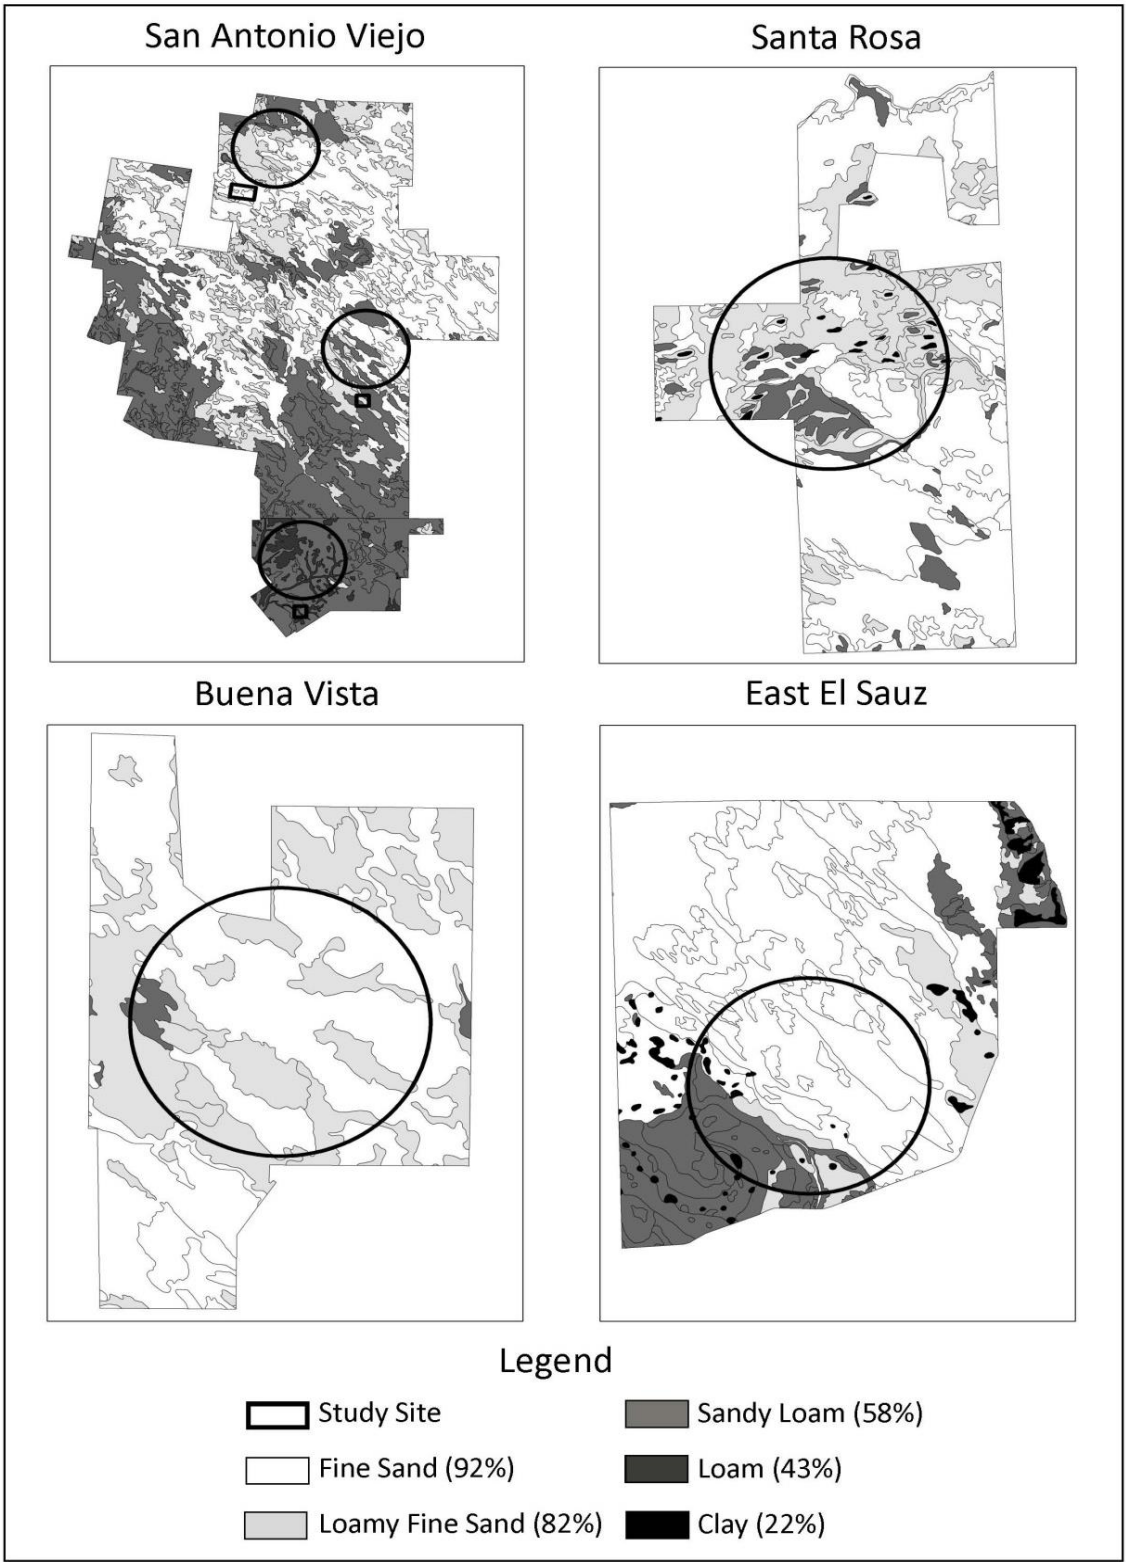 San Antonio Viejo
Santa Rosa
Buena Vista
East El Sauz
Legend
Study Site
Sandy Loam (58%)
Fine Sand (92%)
Loam (43%)
Loamy Fine Sand (82%)
Clay (22%)